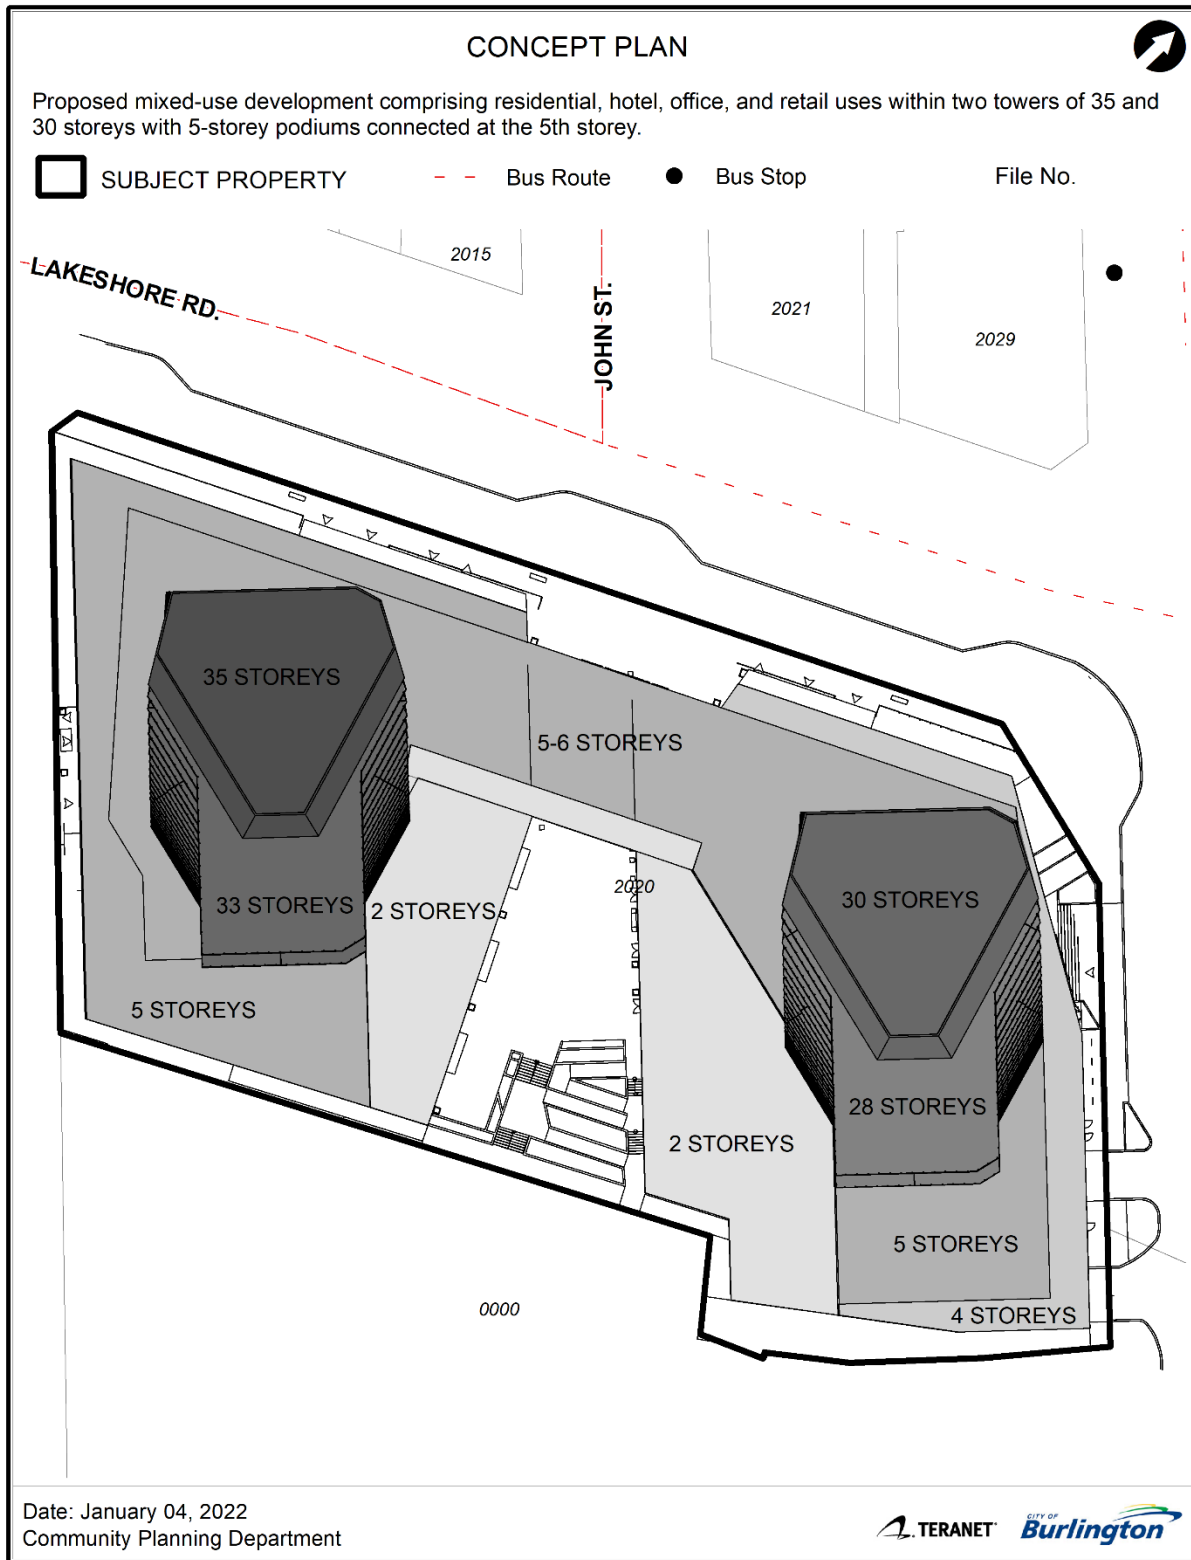 CONCEPT PLAN
Proposed mixed-use development comprising residential, hotel, office, and retail uses within two towers of 35 and
30 storeys with 5-storey podiums connected at the 5th storey.
SUBJECT PROPERTY
Bus Route
Bus Stop
File No.
2015
LAKESHORE RD.
JOHN ST.
2021
2029
35 STOREYS
5-6 STOREYS
2020
33 STOREYS
2 STOREYS
30 STOREYS
5 STOREYS
28 STOREYS
2 STOREYS
5 STOREYS
0000
4 STOREYS
Date: January 04, 2022
Community Planning Department
TERANET
CITY OF
Burlington